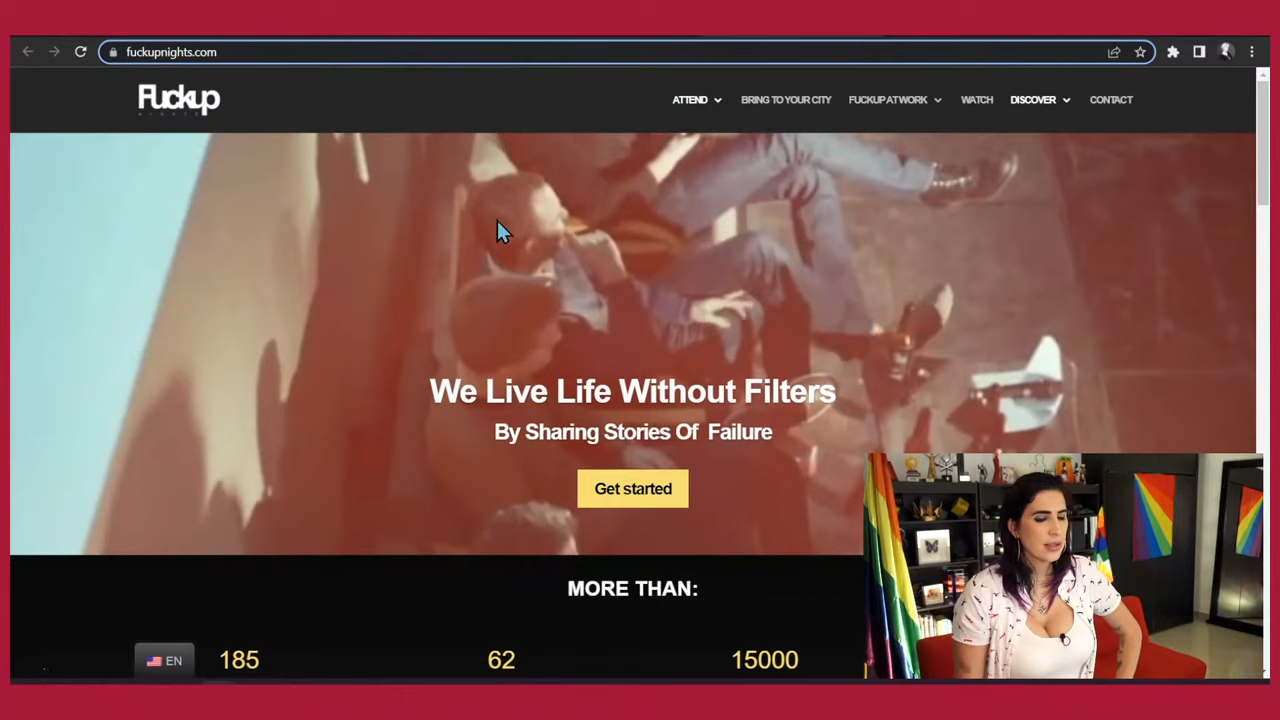 fuckupnights.com
Fuckup
NIGHTS
ATTEND
BRING TO YOUR CITY
FUCKUP AT WORK
WATCH
DISCOVER
CONTACT
We Live Life Without Filters
By Sharing Stories Of Failure
Get started
MORE THAN:
EN
185
62
15000